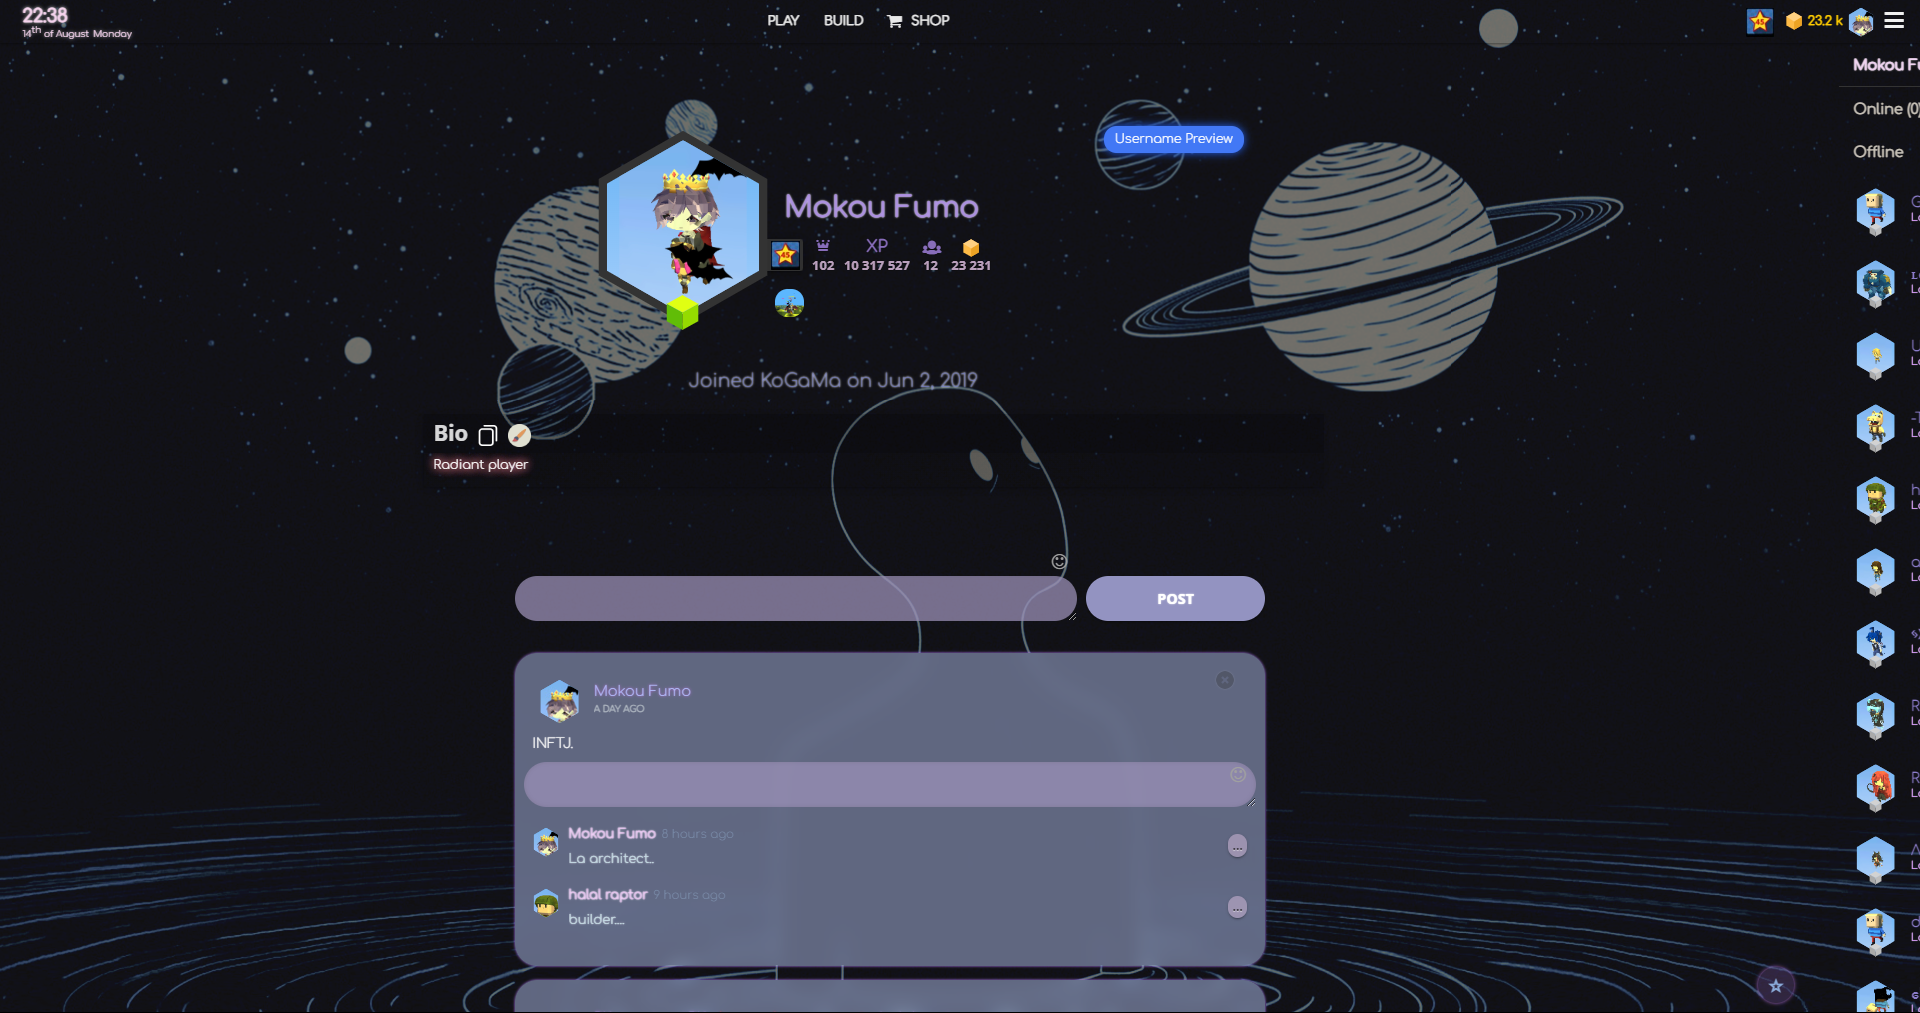 22:38
14th of August Monday
PLAY BUILD SHOP
23.2 k
Mokou Fu
Online (0)
Offline
Username Preview
Mokou Fumo
XP
102 10 317 527 12 23 231
Joined KoGaMa on Jun 2, 2019
Bio
Radiant player
POST
Mokou Fumo
A DAY AGO
INFTJ.
Mokou Fumo 8 hours ago
La architect..
...
halal raptor 9 hours ago
builder....
...